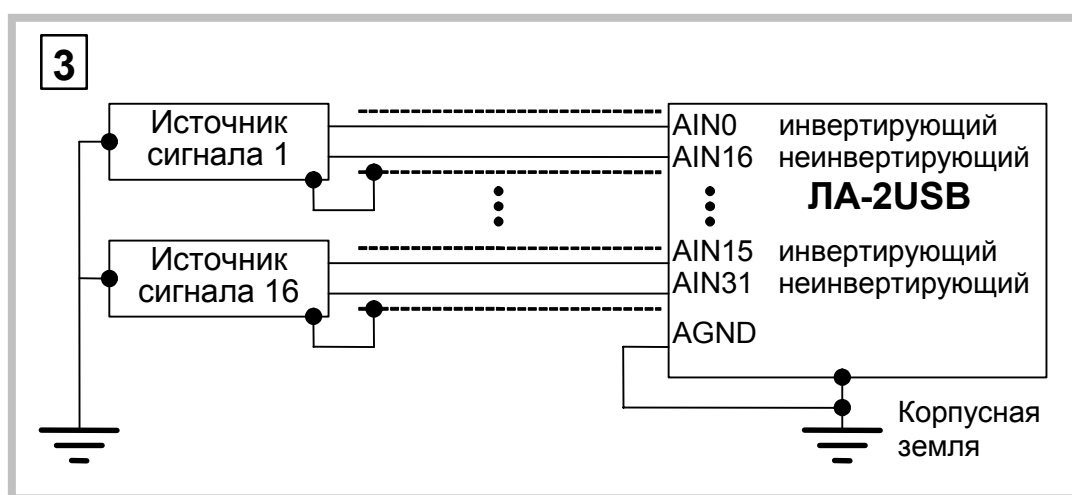 3
Источник
сигнала 1
AIN0 инвертирующий
AIN16 неинвертирующий
ЛА-2USB
Источник
сигнала 16
AIN15 инвертирующий
AIN31 неинвертирующий
AGND
Корпусная
земля